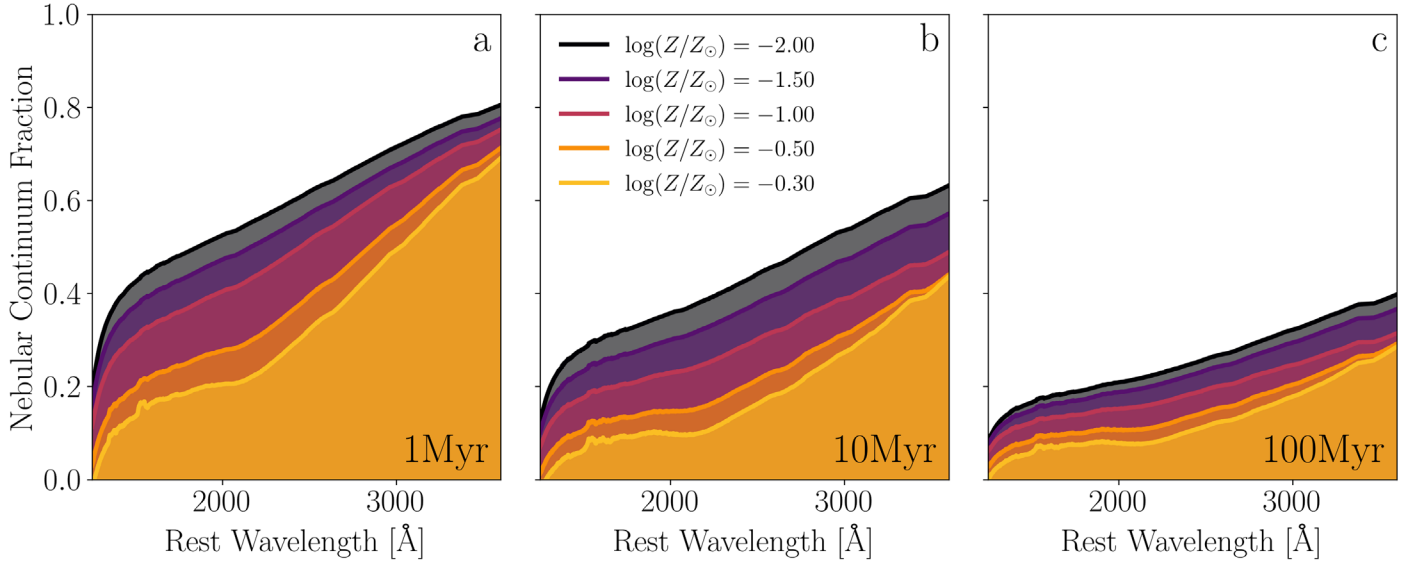 Nebular Continuum Fraction
1.0
0.8
0.6
0.4
0.2
0.0
a
1Myr
2000
3000
Rest Wavelength [Å]
b
log(Z/Z⊙) = −2.00
log(Z/Z⊙) = −1.50
log(Z/Z⊙) = −1.00
log(Z/Z⊙) = −0.50
log(Z/Z⊙) = −0.30
10Myr
2000
3000
Rest Wavelength [Å]
c
100Myr
2000
3000
Rest Wavelength [Å]